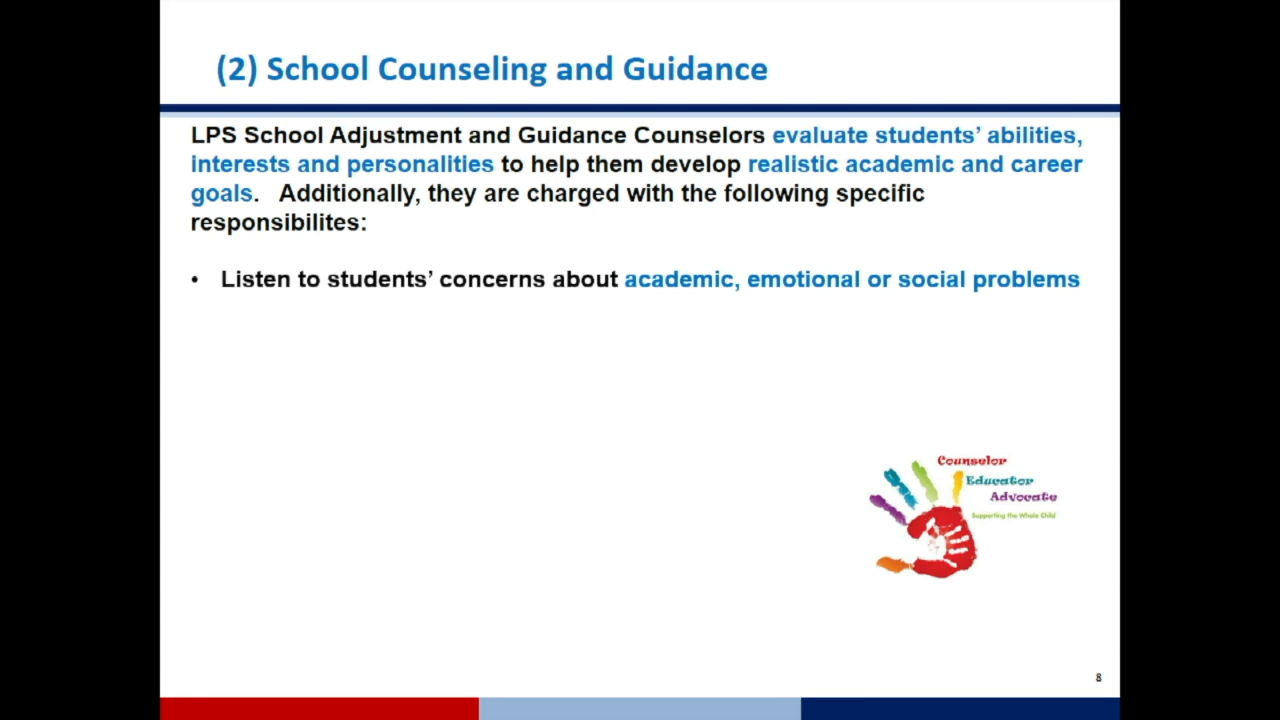 (2) School Counseling and Guidance
LPS School Adjustment and Guidance Counselors evaluate students’ abilities,
interests and personalities to help them develop realistic academic and career
goals.   Additionally, they are charged with the following specific
responsibilites:
• Listen to students’ concerns about academic, emotional or social problems
Counselor
Educator
Advocate
Supporting the Whole Child
8